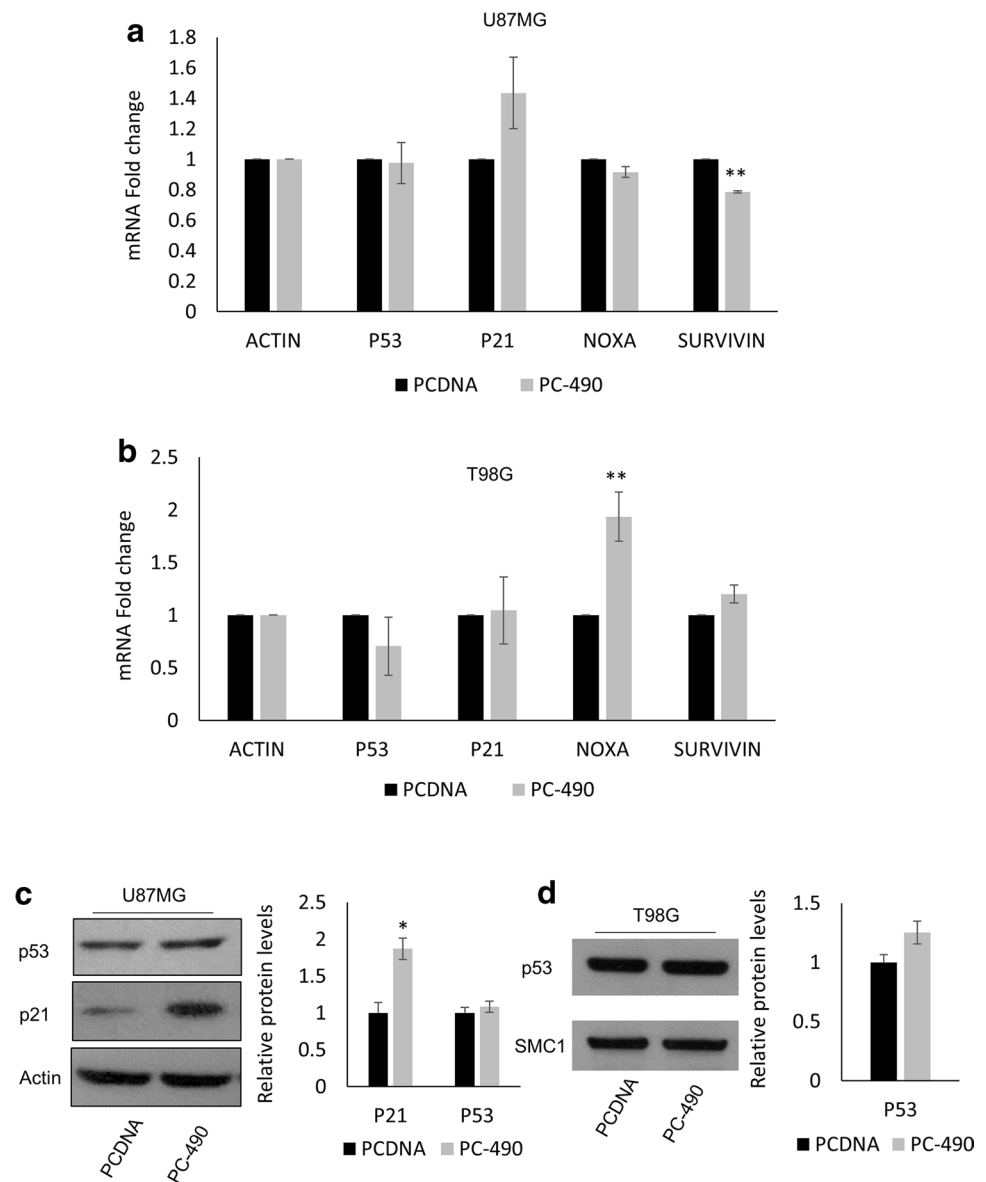 a
U87MG
mRNA Fold change
1.8
1.6
1.4
1.2
1
0.8
0.6
0.4
0.2
0
**
ACTIN P53 P21 NOXA SURVIVIN
PCDNA PC-490
b
T98G
mRNA Fold change
2.5
2
1.5
1
0.5
0
**
ACTIN P53 P21 NOXA SURVIVIN
PCDNA PC-490
c
U87MG
p53
p21
Actin
PCDNA PC-490
Relative protein levels
2.5
2
1.5
1
0.5
0
*
P21 P53
PCDNA PC-490
d
T98G
p53
SMC1
PCDNA PC-490
Relative protein levels
1.5
1
0.5
0
P53
PCDNA PC-490